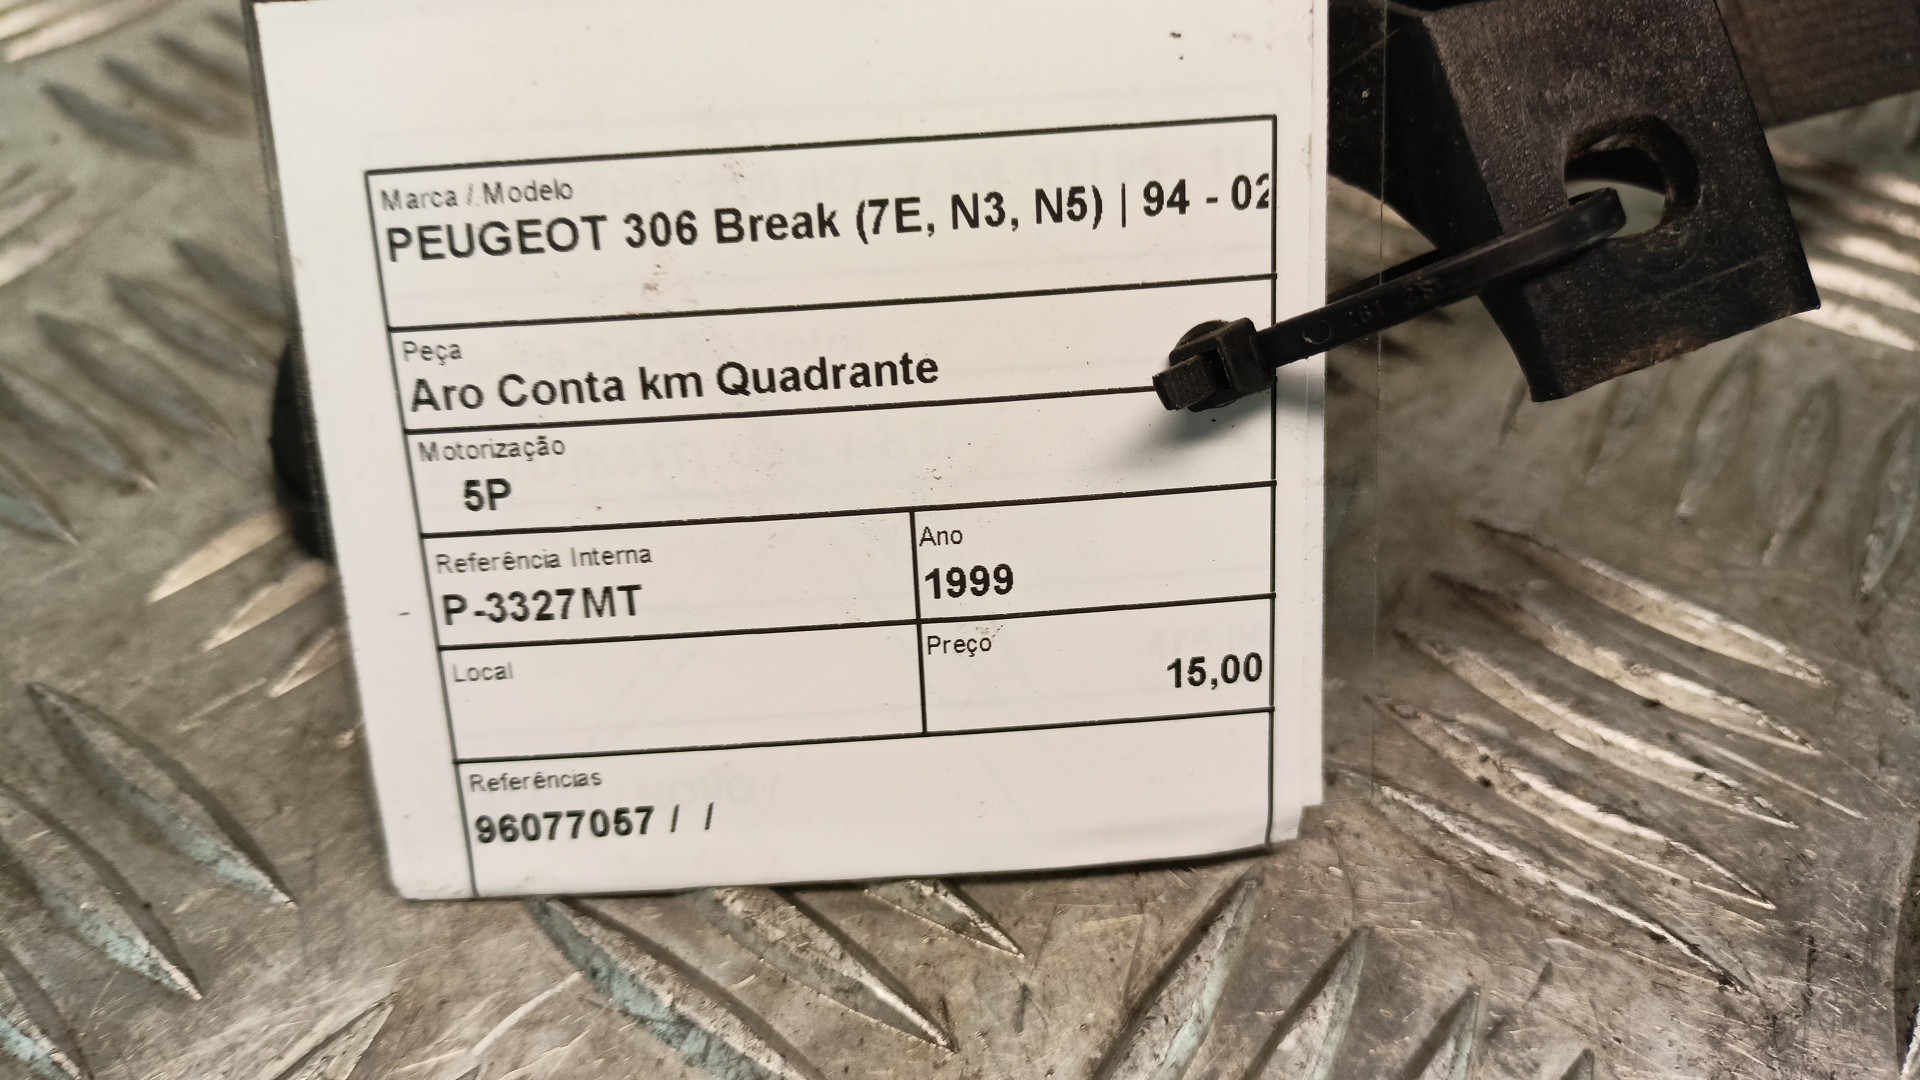 Marca / Modelo
PEUGEOT 306 Break (7E, N3, N5) | 94 - 02
Peça
Aro Conta km Quadrante
Motorização
5P
Referência Interna
P-3327MT
Ano
1999
Local
Preço
15,00
Referências
96077057 / /